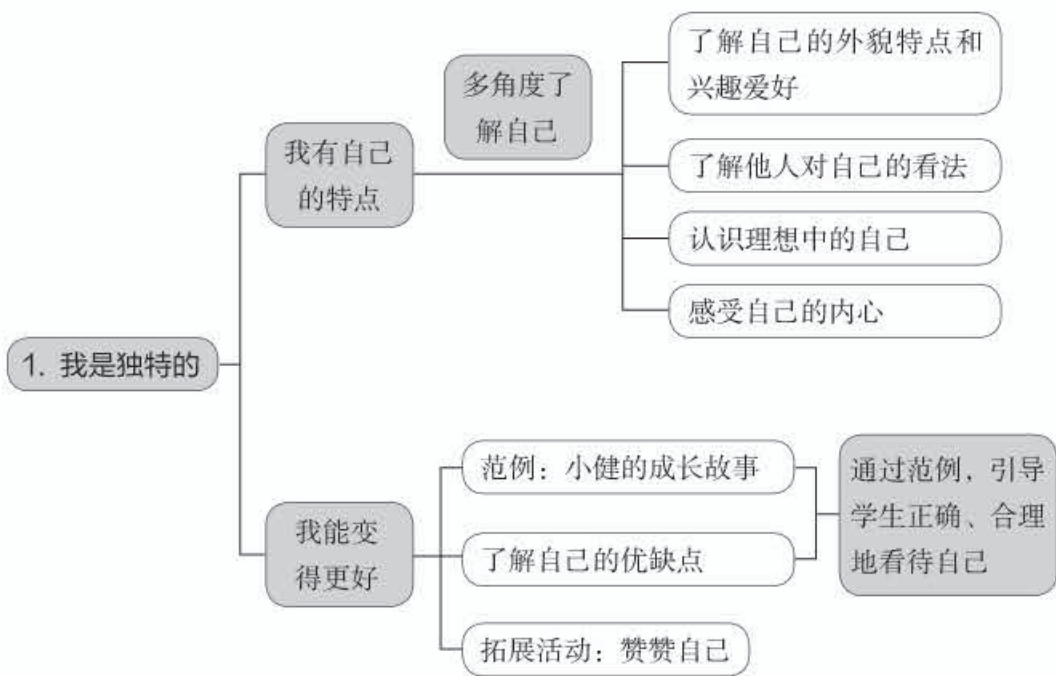 1. 我是独特的
我有自己
的特点
多角度了
解自己
了解自己的外貌特点和
兴趣爱好
了解他人对自己的看法
认识理想中的自己
感受自己的内心
我能变
得更好
范例：小健的成长故事
了解自己的优缺点
拓展活动：赞赞自己
通过范例，引导
学生正确、合理
地看待自己